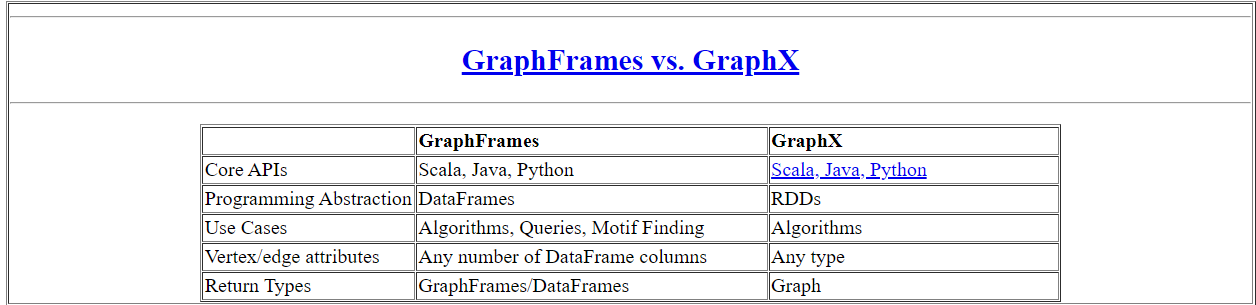 GraphFrames vs. GraphX
GraphFrames GraphX
Core APIs Scala, Java, Python Scala, Java, Python
Programming Abstraction DataFrames RDDs
Use Cases Algorithms, Queries, Motif Finding Algorithms
Vertex/edge attributes Any number of DataFrame columns Any type
Return Types GraphFrames/DataFrames Graph